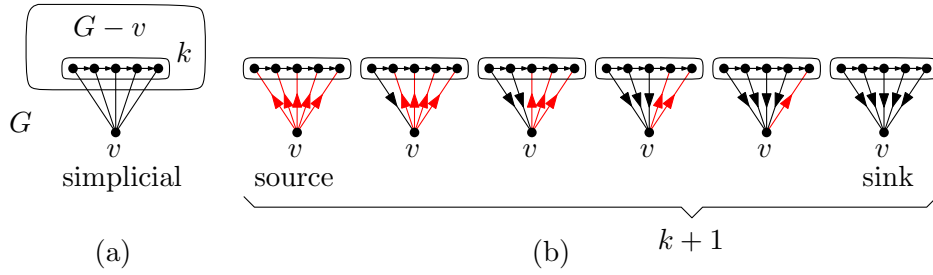 G − v
k
G
v
simplicial
(a)
v v v v v v
source sink
k + 1
(b)